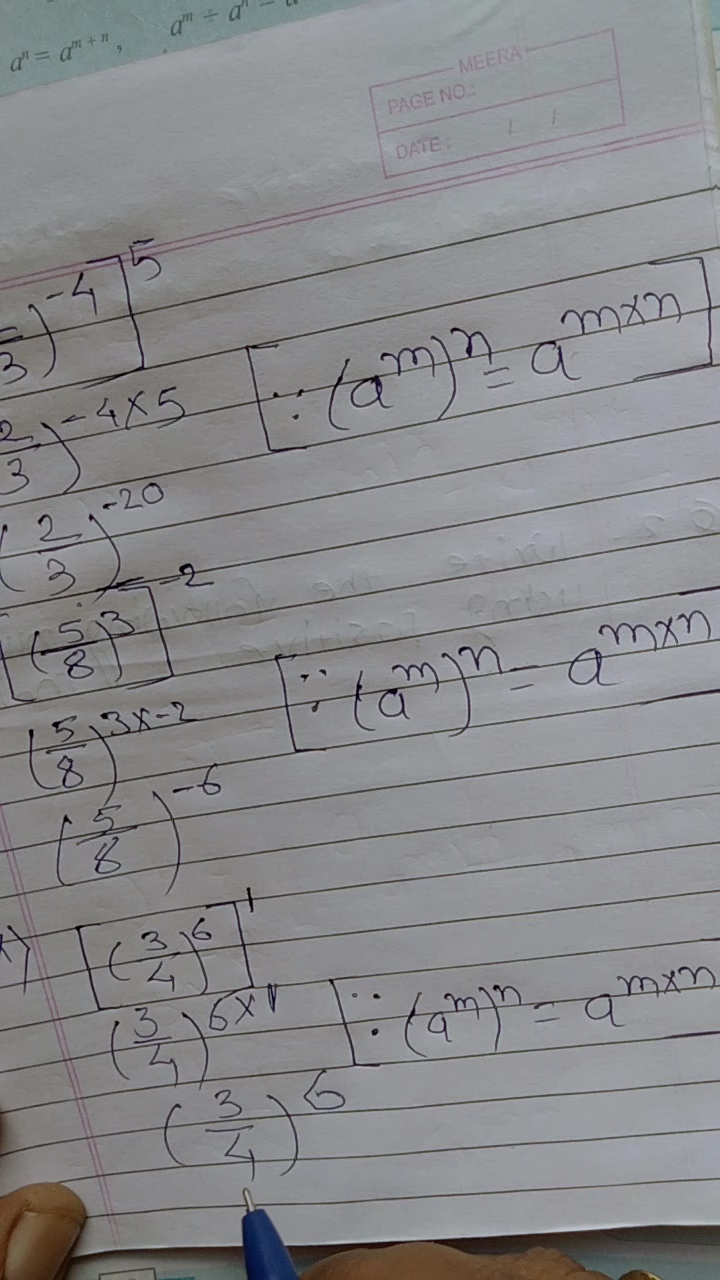 aⁿ = aᵐ⁺ⁿ, aᵐ ÷ aⁿ =
MEERA
PAGE NO.:
DATE: / /
3)⁻⁴]⁵
2/3)⁻⁴ˣ⁵ [∵ (aᵐ)ⁿ = aᵐˣⁿ]
(2/3)⁻²⁰
[(5/8)³]⁻²
(5/8)³ˣ⁻² [∵ (aᵐ)ⁿ = aᵐˣⁿ
(5/8)⁻⁶
x) [(3/4)⁶]¹
(3/4)⁶ˣ¹ [∵ (aᵐ)ⁿ = aᵐˣⁿ
(3/4)⁶